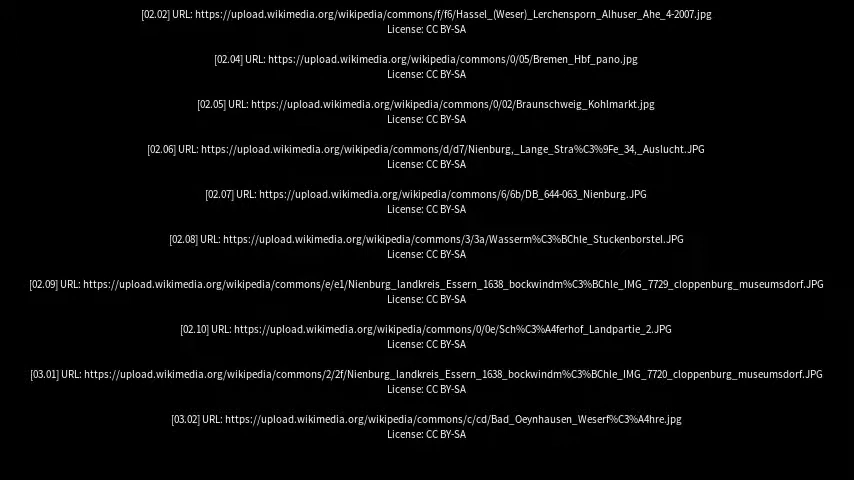 [02.02] URL: https://upload.wikimedia.org/wikipedia/commons/f/f6/Hassel_(Weser)_Lerchensporn_Alhuser_Ahe_4-2007.jpg
License: CC BY-SA
[02.04] URL: https://upload.wikimedia.org/wikipedia/commons/0/05/Bremen_Hbf_pano.jpg
License: CC BY-SA
[02.05] URL: https://upload.wikimedia.org/wikipedia/commons/0/02/Braunschweig_Kohlmarkt.jpg
License: CC BY-SA
[02.06] URL: https://upload.wikimedia.org/wikipedia/commons/d/d7/Nienburg,_Lange_Stra%C3%9Fe_34,_Auslucht.JPG
License: CC BY-SA
[02.07] URL: https://upload.wikimedia.org/wikipedia/commons/6/6b/DB_644-063_Nienburg.JPG
License: CC BY-SA
[02.08] URL: https://upload.wikimedia.org/wikipedia/commons/3/3a/Wasserm%C3%BChle_Stuckenborstel.JPG
License: CC BY-SA
[02.09] URL: https://upload.wikimedia.org/wikipedia/commons/e/e1/Nienburg_landkreis_Essern_1638_bockwindm%C3%BChle_IMG_7729_cloppenburg_museumsdorf.JPG
License: CC BY-SA
[02.10] URL: https://upload.wikimedia.org/wikipedia/commons/0/0e/Sch%C3%A4ferhof_Landpartie_2.JPG
License: CC BY-SA
[03.01] URL: https://upload.wikimedia.org/wikipedia/commons/2/2f/Nienburg_landkreis_Essern_1638_bockwindm%C3%BChle_IMG_7720_cloppenburg_museumsdorf.JPG
License: CC BY-SA
[03.02] URL: https://upload.wikimedia.org/wikipedia/commons/c/cd/Bad_Oeynhausen_Weserf%C3%A4hre.jpg
License: CC BY-SA